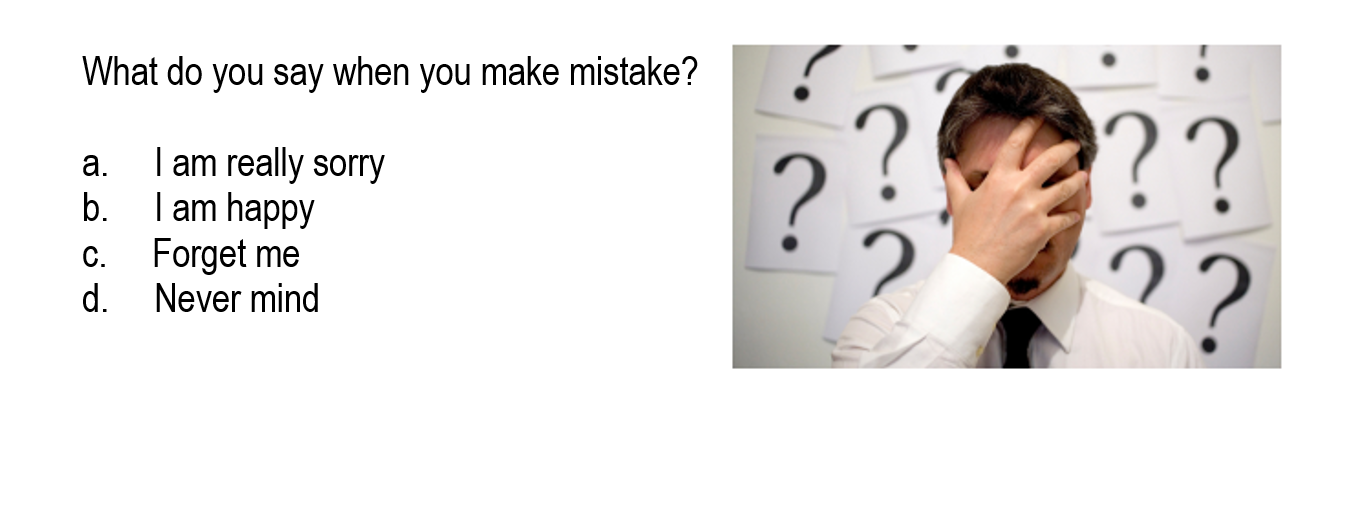 What do you say when you make mistake?
a. I am really sorry
b. I am happy
c. Forget me
d. Never mind
? ? ? ? ? ? ? ? ? ? ? ?